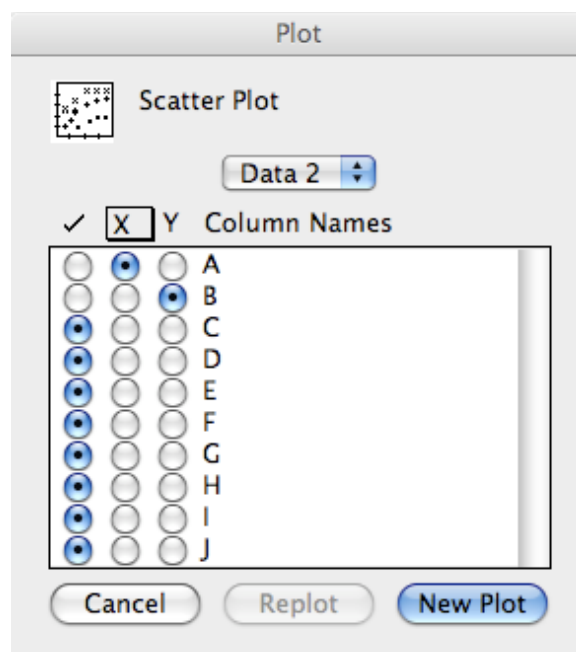 Plot
Scatter Plot
Data 2
✓ X Y Column Names
A
B
C
D
E
F
G
H
I
J
Cancel Replot New Plot